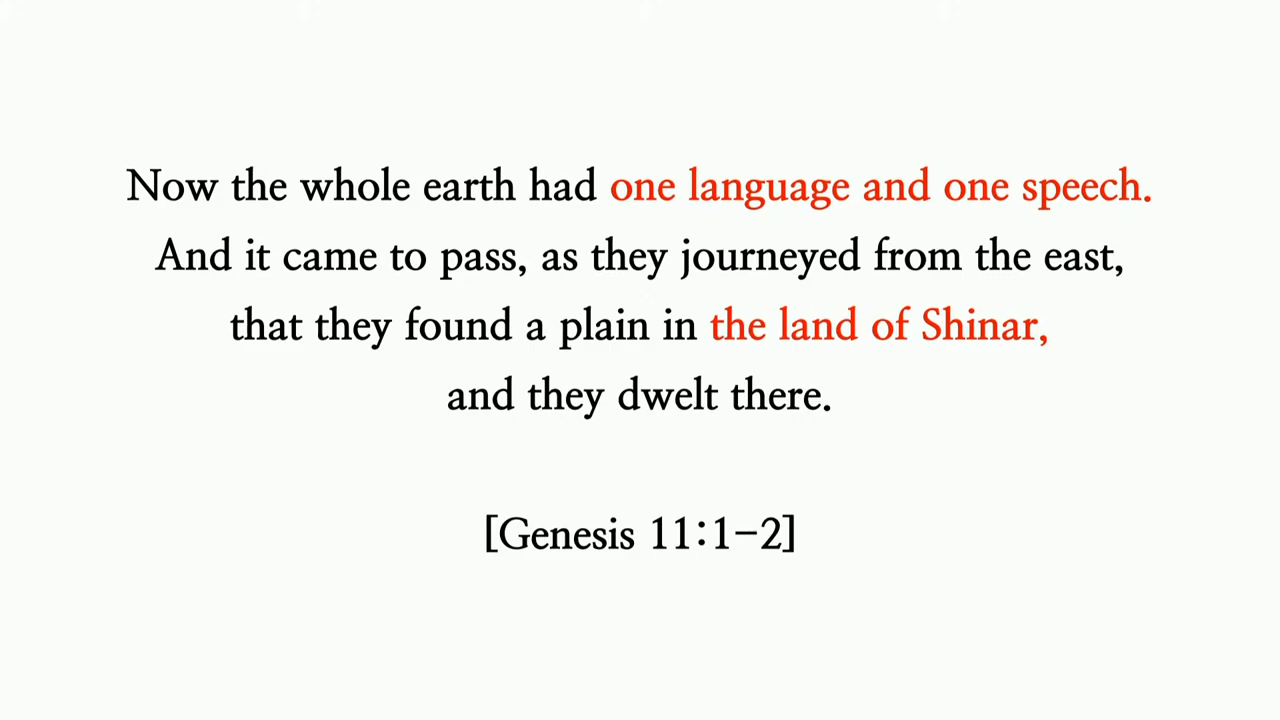 Now the whole earth had one language and one speech.
And it came to pass, as they journeyed from the east,
that they found a plain in the land of Shinar,
and they dwelt there.
[Genesis 11:1-2]